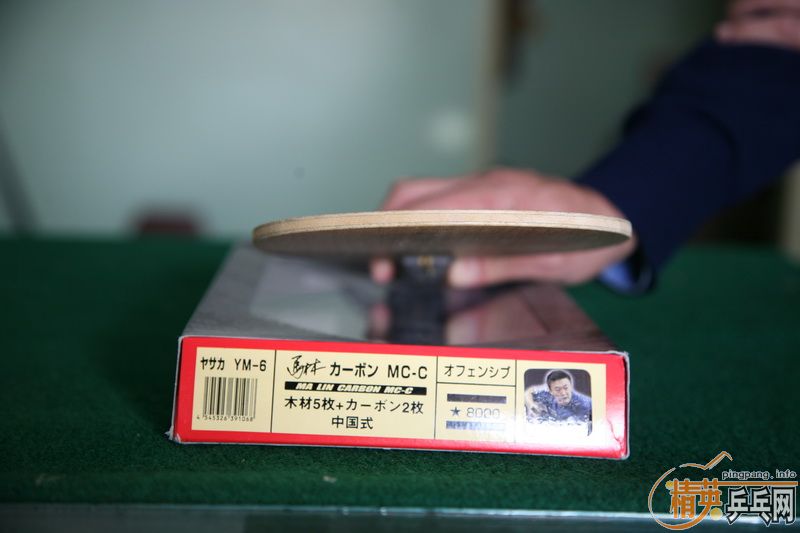 ヤサカ YM-6
4545326391068
馬林 カーボン MC-C
MA LIN CARBON MC-C
木材5枚+カーボン2枚
中国式
オフェンシブ
★ 8000
pingpang.info
精英乒乓网